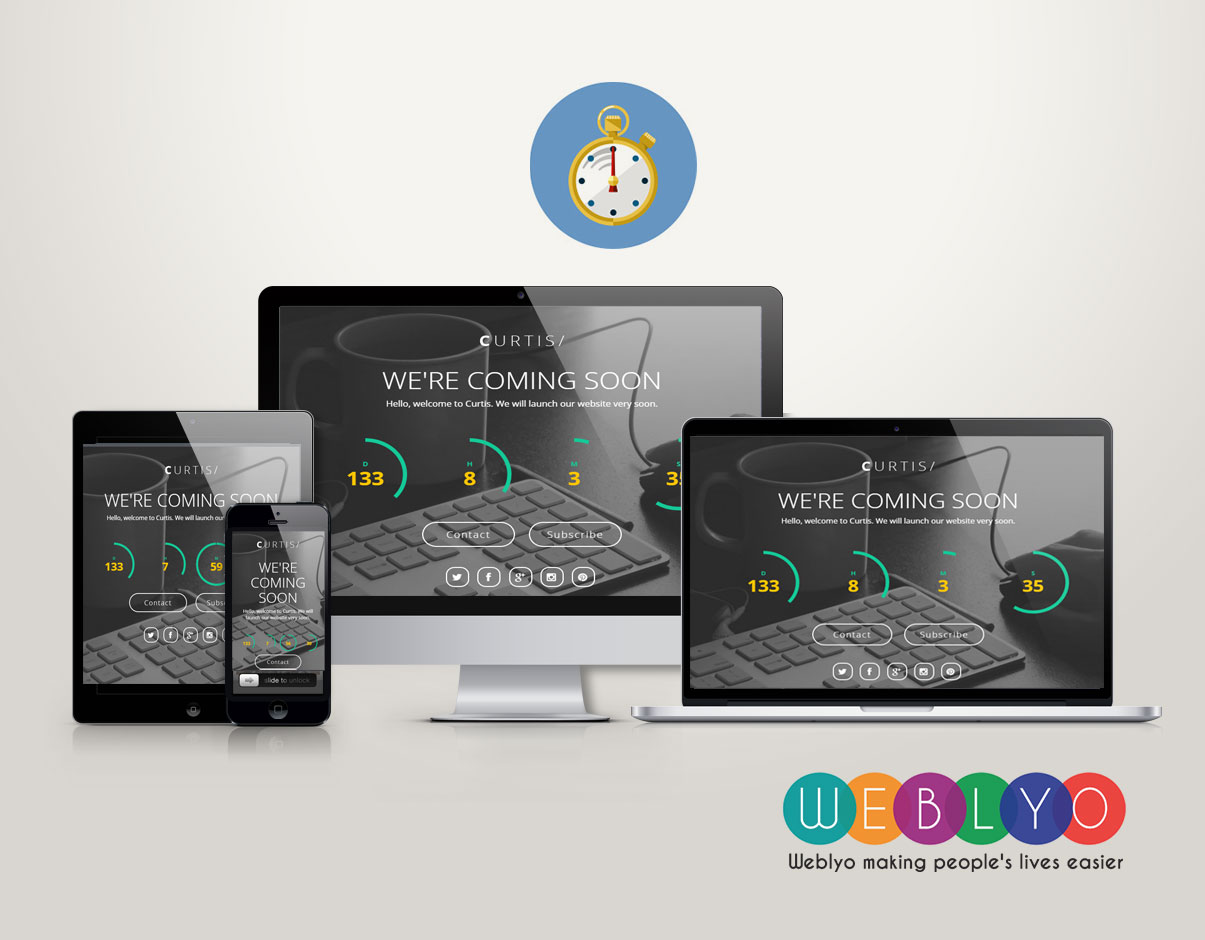 CURTIS/
WE'RE COMING SOON
Hello, welcome to Curtis. We will launch our website very soon.
D H M S
133 8 3 35
Contact Subscribe
CURTIS/
WE'RE COMING SOON
Hello, welcome to Curtis. We will launch our
133 7 59
Contact Subs
CURTIS/
WE'RE
COMING
SOON
Hello, welcome to Curtis. We will
launch our website very soon.
Contact
slide to unlock
CURTIS/
WE'RE COMING SOON
Hello, welcome to Curtis. We will launch our website very soon.
D H M S
133 8 3 35
Contact Subscribe
WEBLYO
Weblyo making people's lives easier